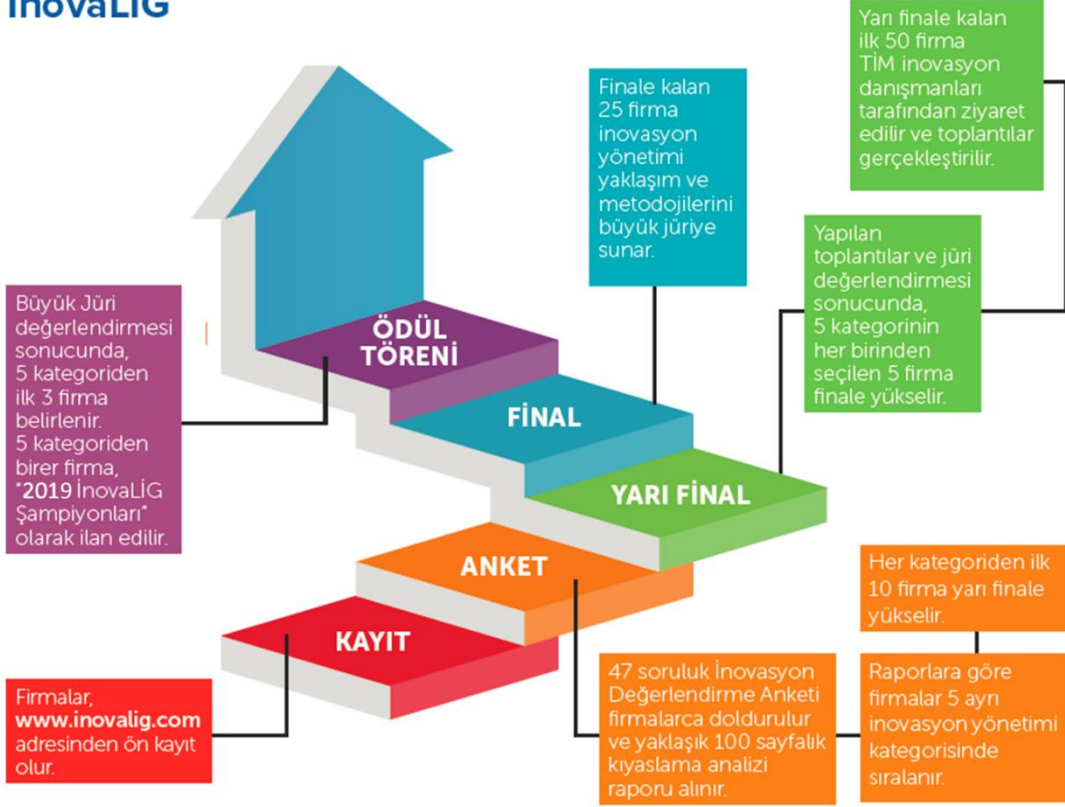 İnovaLİG
Yarı finale kalan
ilk 50 firma
TİM inovasyon
danışmanları
tarafından ziyaret
edilir ve toplantılar
gerçekleştirilir.
Finale kalan
25 firma
inovasyon
yönetimi
yaklaşım ve
metodojilerini
büyük jüriye
sunar.
Yapılan
toplantılar ve jüri
değerlendirmesi
sonucunda,
5 kategorinin
her birinden
seçilen 5 firma
finale yükselir.
Büyük Jüri
değerlendirmesi
sonucunda,
5 kategoriden
ilk 3 firma
belirlenir.
5 kategoriden
birer firma,
"2019 İnovaLİG
Şampiyonları"
olarak ilan edilir.
ÖDÜL
TÖRENİ
FİNAL
YARI FİNAL
ANKET
KAYIT
Her kategoriden ilk
10 firma yarı finale
yükselir.
Firmalar,
www.inovalig.com
adresinden ön kayıt
olur.
47 soruluk İnovasyon
Değerlendirme Anketi
firmalarca doldurulur
ve yaklaşık 100 sayfalık
kıyaslama analizi
raporu alınır.
Raporlara göre
firmalar 5 ayrı
inovasyon yönetimi
kategorisinde
sıralanır.